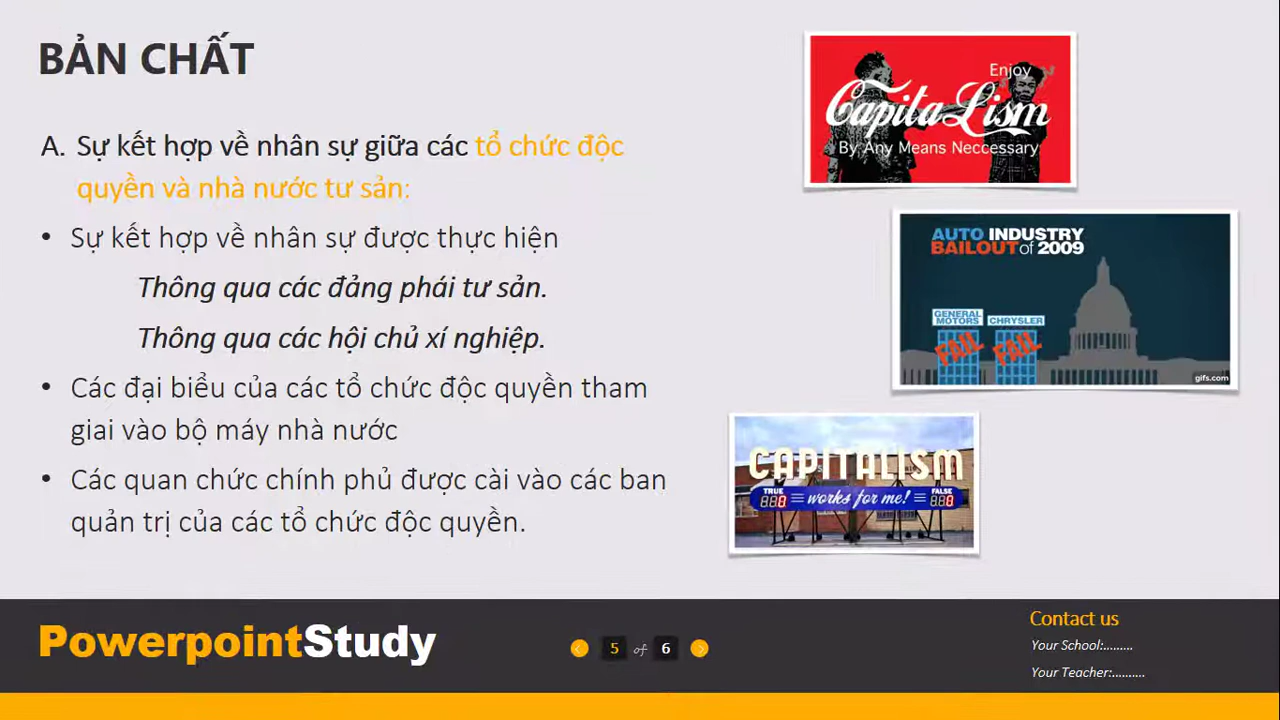 BẢN CHẤT
A. Sự kết hợp về nhân sự giữa các tổ chức độc
quyền và nhà nước tư sản:
• Sự kết hợp về nhân sự được thực hiện
Thông qua các đảng phái tư sản.
Thông qua các hội chủ xí nghiệp.
• Các đại biểu của các tổ chức độc quyền tham
giai vào bộ máy nhà nước
• Các quan chức chính phủ được cài vào các ban
quản trị của các tổ chức độc quyền.
Enjoy
CapitaLism
By Any Means Neccessary
AUTO INDUSTRY
BAILOUT of 2009
GENERAL
MOTORS
CHRYSLER
FAIL FAIL
gifs.com
CAPITALISM
TRUE works for me! FALSE
PowerpointStudy
5 of 6
Contact us
Your School:.........
Your Teacher:..........